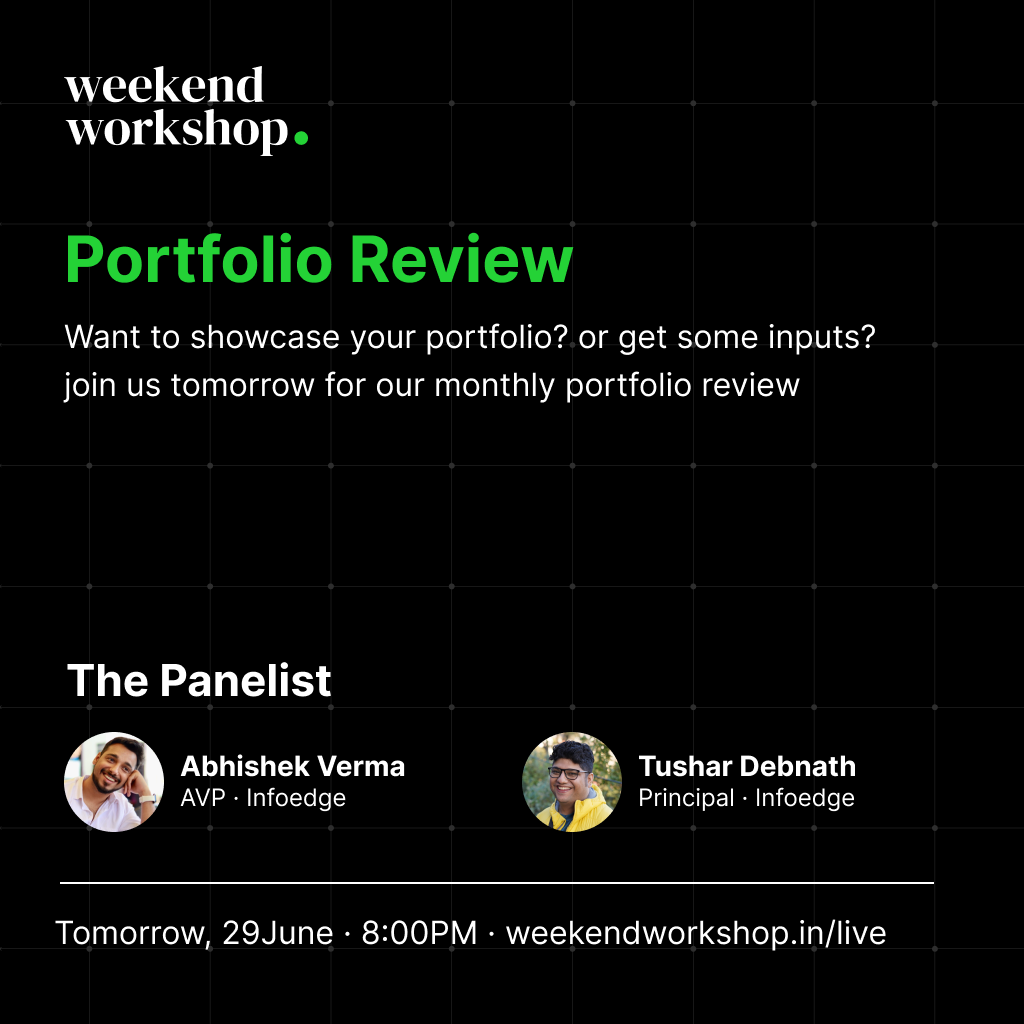 weekend
workshop.
Portfolio Review
Want to showcase your portfolio? or get some inputs?
join us tomorrow for our monthly portfolio review
The Panelist
Abhishek Verma
AVP · Infoedge
Tushar Debnath
Principal · Infoedge
Tomorrow, 29June · 8:00PM · weekendworkshop.in/live